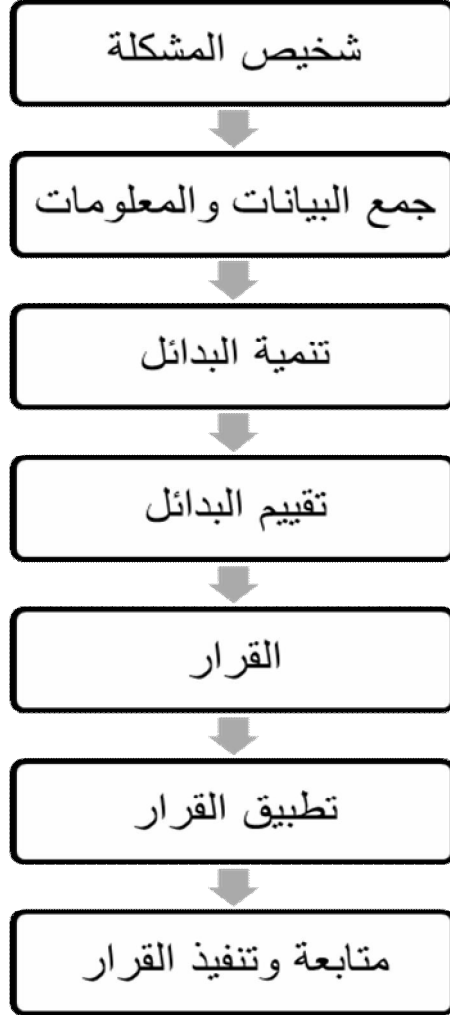 شخيص المشكلة
جمع البيانات والمعلومات
تنمية البدائل
تقييم البدائل
القرار
تطبيق القرار
متابعة وتنفيذ القرار